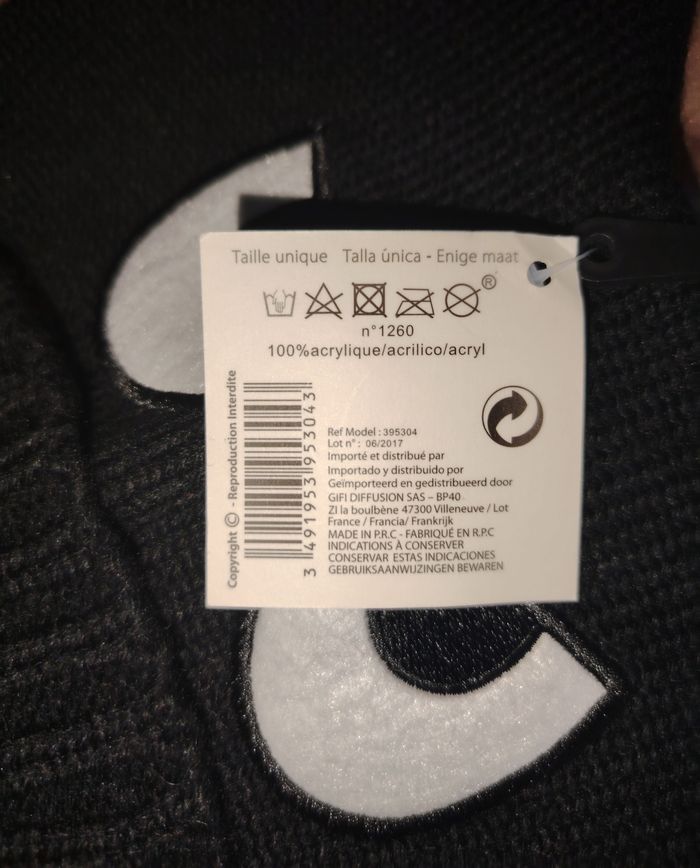 Taille unique Talla única - Enige maat
®
n°1260
100%acrylique/acrilico/acryl
Copyright © - Reproduction Interdite
3 491953 953043
Ref Model : 395304
Lot n° : 06/2017
Importé et distribué par
Importado y distribuido por
Geïmporteerd en gedistribueerd door
GIFI DIFFUSION SAS – BP40
ZI la boulbène 47300 Villeneuve / Lot
France / Francia/ Frankrijk
MADE IN P.R.C - FABRIQUÉ EN R.P.C
INDICATIONS À CONSERVER
CONSERVAR ESTAS INDICACIONES
GEBRUIKSAANWIJZINGEN BEWAREN